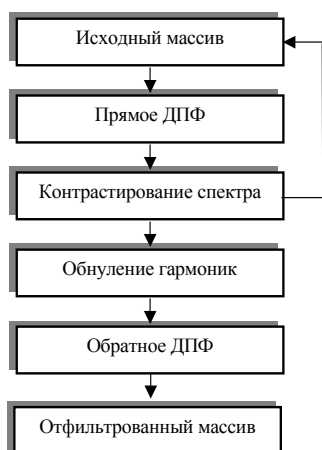 Исходный массив
Прямое ДПФ
Контрастирование спектра
Обнуление гармоник
Обратное ДПФ
Отфильтрованный массив